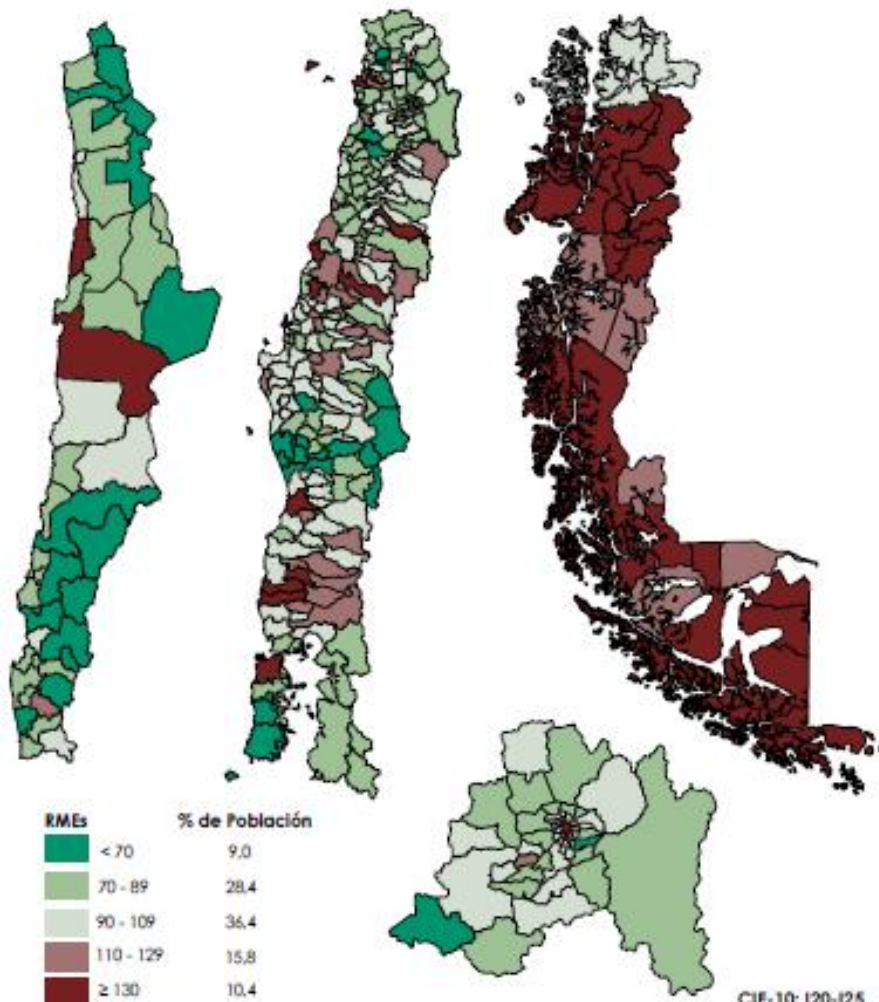 RMEs % de Población
< 70 9,0
70 - 89 28,4
90 - 109 36,4
110 - 129 15,8
≥ 130 10,4
CIE-10: I20-I25